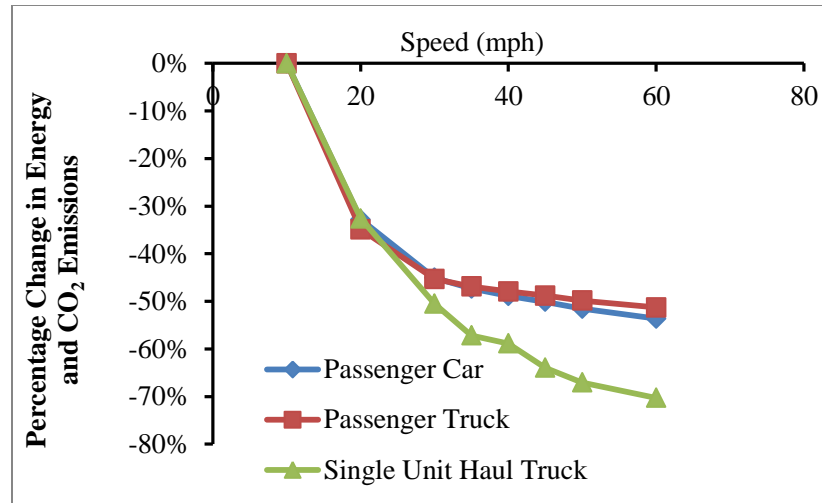 Speed (mph)
0%
-10%
-20%
-30%
-40%
-50%
-60%
-70%
-80%
0
20
40
60
80
Percentage Change in Energy
and CO₂ Emissions
Passenger Car
Passenger Truck
Single Unit Haul Truck